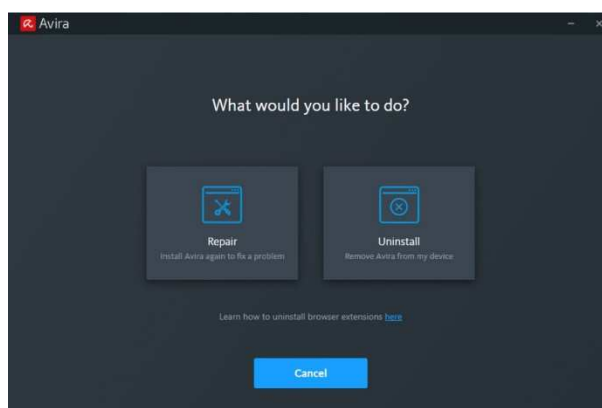 Avira
What would you like to do?
Repair
Install Avira again to fix a problem
Uninstall
Remove Avira from my device
Learn how to uninstall browser extensions here
Cancel